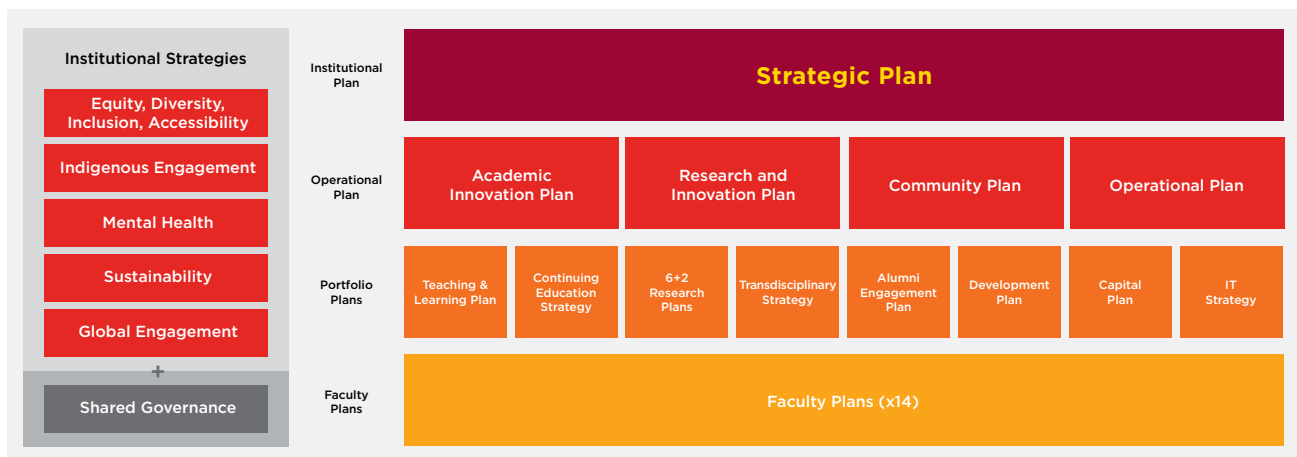 Institutional Strategies
Equity, Diversity,
Inclusion, Accessibility
Indigenous Engagement
Mental Health
Sustainability
Global Engagement
+
Shared Governance
Institutional
Plan
Strategic Plan
Operational
Plan
Academic
Innovation Plan
Research and
Innovation Plan
Community Plan
Operational Plan
Portfolio
Plans
Teaching &
Learning Plan
Continuing
Education
Strategy
6+2
Research
Plans
Transdisciplinary
Strategy
Alumni
Engagement
Plan
Development
Plan
Capital
Plan
IT
Strategy
Faculty
Plans
Faculty Plans (x14)